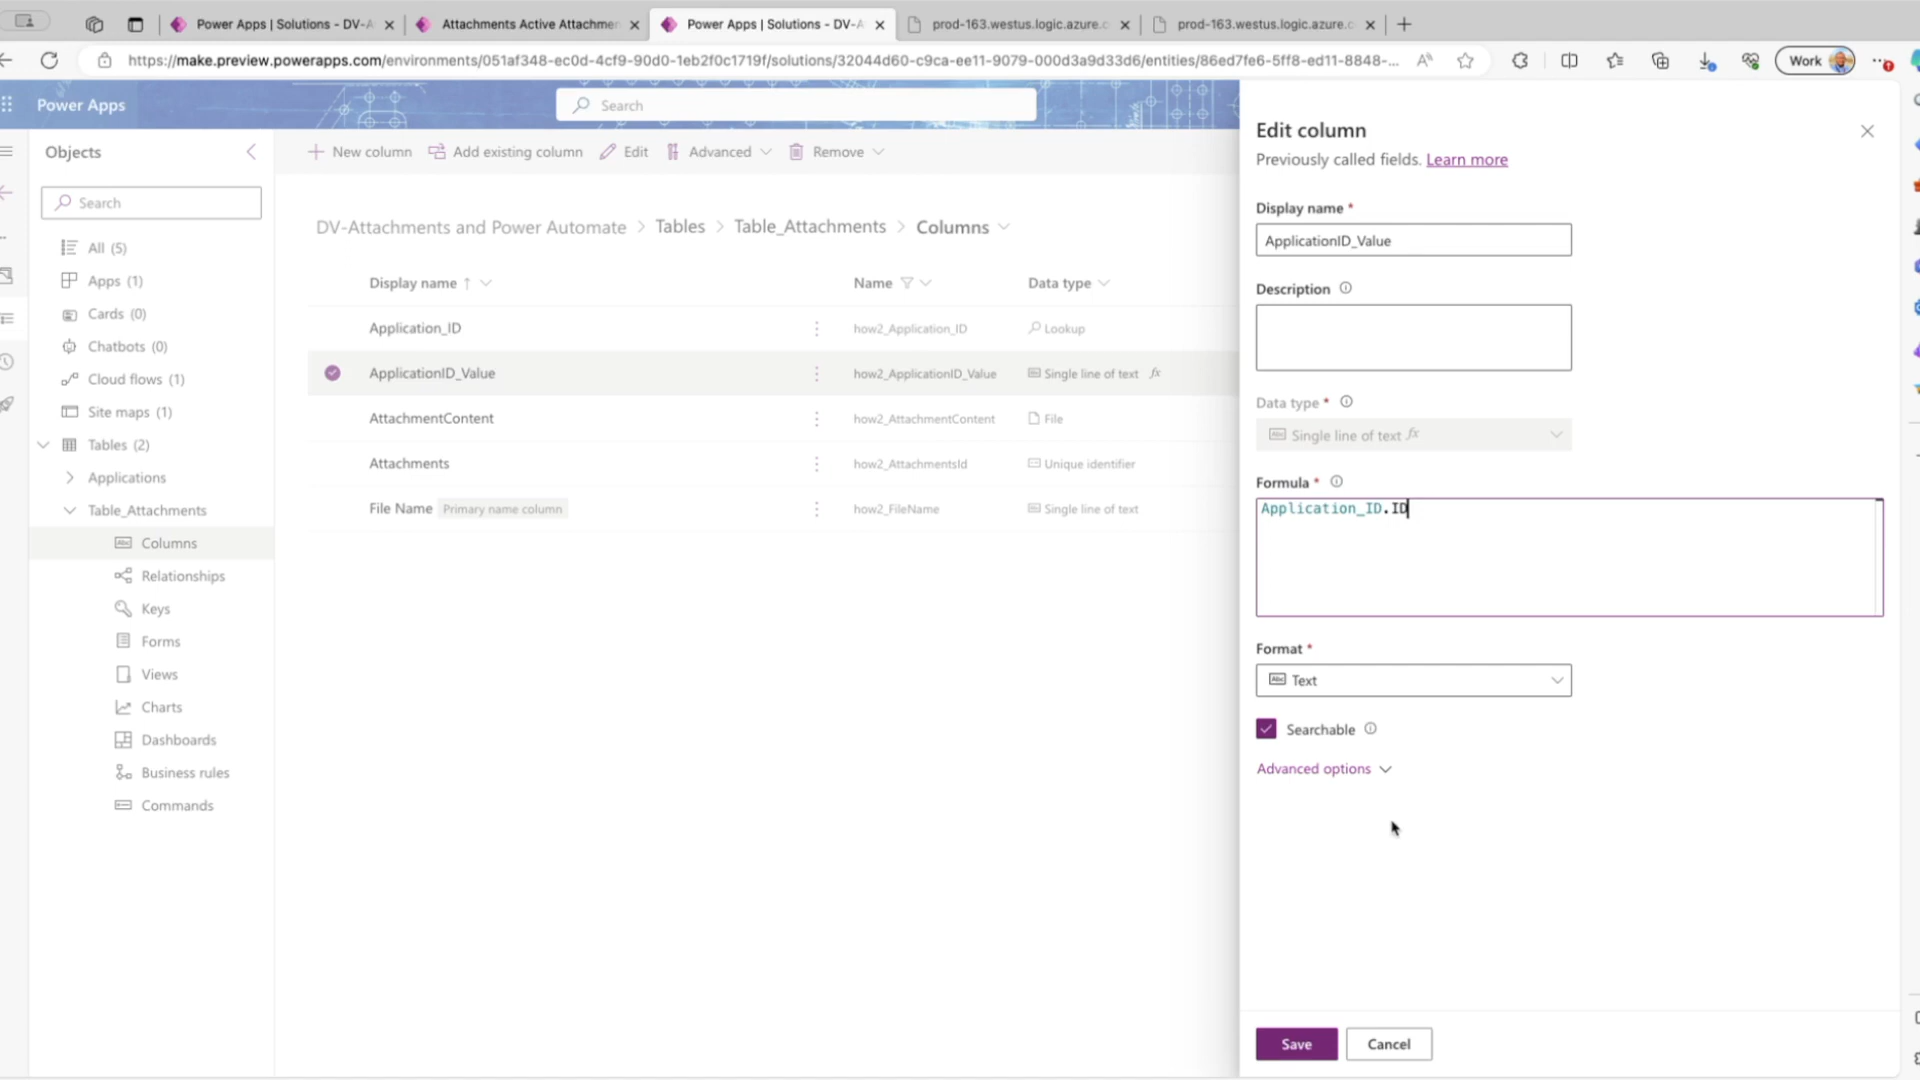 Power Apps | Solutions - DV-A
Attachments Active Attachmen
Power Apps | Solutions - DV-A
prod-163.westus.logic.azure.c
prod-163.westus.logic.azure.c
https://make.preview.powerapps.com/environments/051af348-ec0d-4cf9-90d0-1eb2f0c1719f/solutions/32044d60-c9ca-ee11-9079-000d3a9d33d6/entities/86ed7fe6-5ff8-ed11-8848-...
Work
Power Apps
Search
Objects
Search
All (5)
Apps (1)
Cards (0)
Chatbots (0)
Cloud flows (1)
Site maps (1)
Tables (2)
Applications
Table_Attachments
Columns
Relationships
Keys
Forms
Views
Charts
Dashboards
Business rules
Commands
New column
Add existing column
Edit
Advanced
Remove
DV-Attachments and Power Automate > Tables > Table_Attachments > Columns
Display name ↑ Name Data type
Application_ID how2_Application_ID Lookup
ApplicationID_Value how2_ApplicationID_Value Single line of text fx
AttachmentContent how2_AttachmentContent File
Attachments how2_AttachmentsId Unique identifier
File Name Primary name column how2_FileName Single line of text
Edit column
Previously called fields. Learn more
Display name *
ApplicationID_Value
Description
Data type *
Abc Single line of text fx
Formula *
Application_ID.ID
Format *
Abc Text
Searchable
Advanced options
Save
Cancel